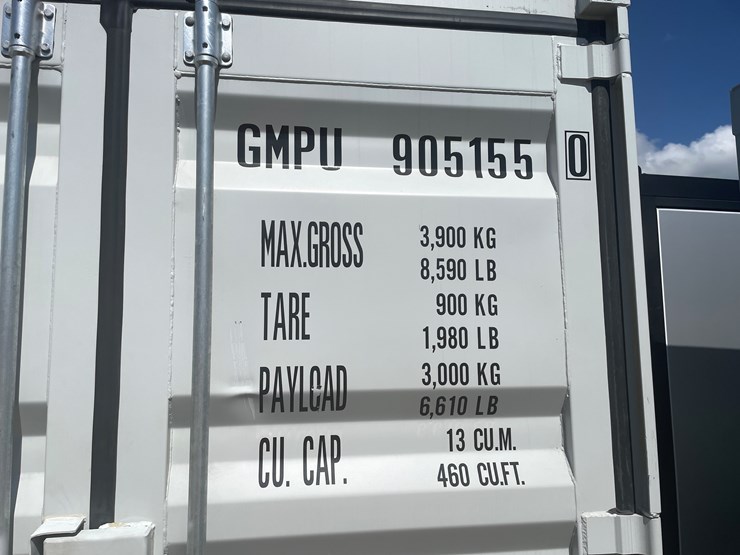 GMPU 905155 0
MAX.GROSS 3,900 KG
8,590 LB
TARE 900 KG
1,980 LB
PAYLOAD 3,000 KG
6,610 LB
CU. CAP. 13 CU.M.
460 CU.FT.